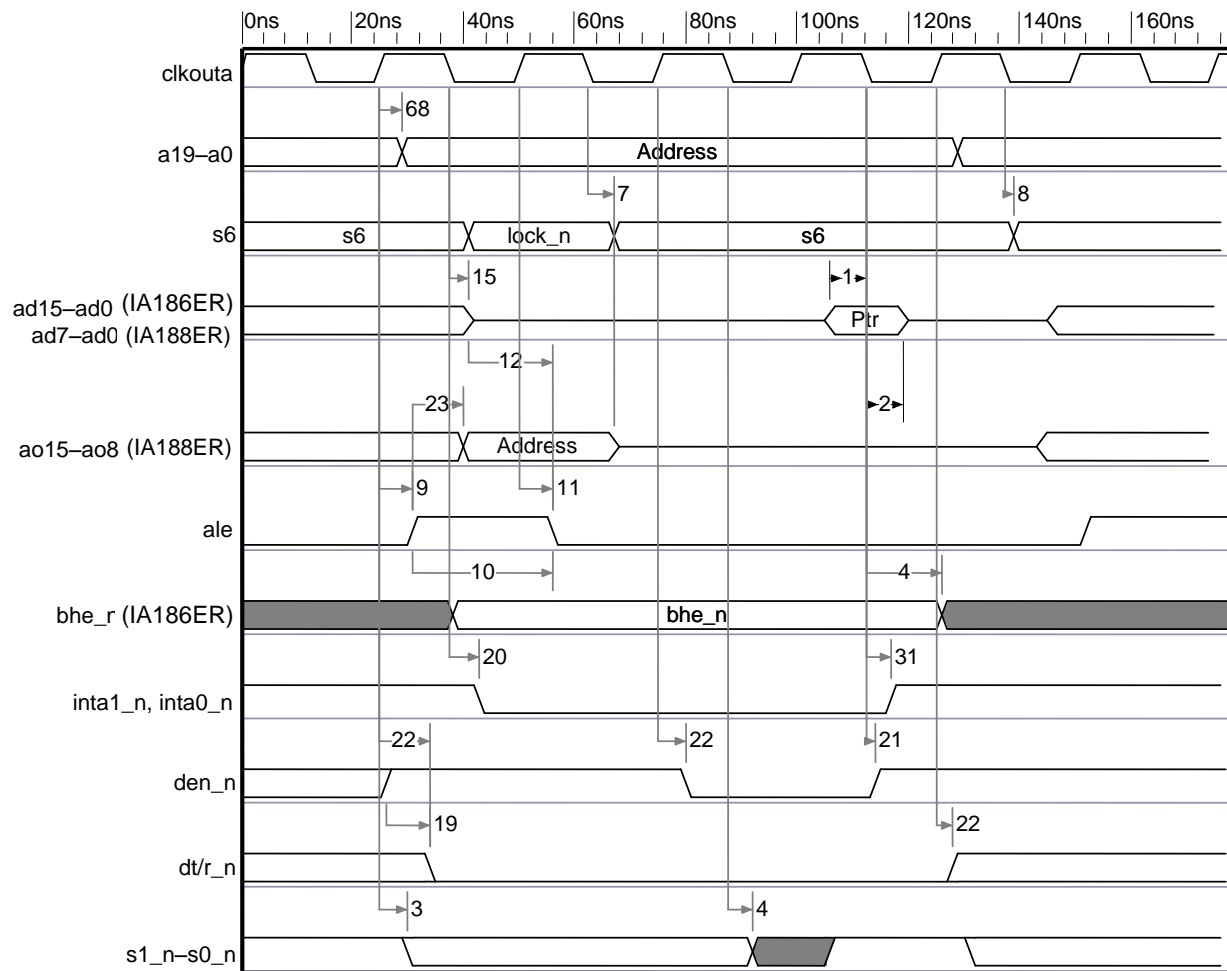 0ns 20ns 40ns 60ns 80ns 100ns 120ns 140ns 160ns
clkouta
68
a19–a0 Address
7 8
s6 s6 lock_n s6
15 1
ad15–ad0 (IA186ER)
Ptr
ad7–ad0 (IA188ER)
12
23 2
ao15–ao8 (IA188ER) Address
9 11
ale
10 4
bhe_n (IA186ER) bhe_n
20 31
inta1_n, inta0_n
22 22 21
den_n
19 22
dt/r_n
3 4
s1_n–s0_n